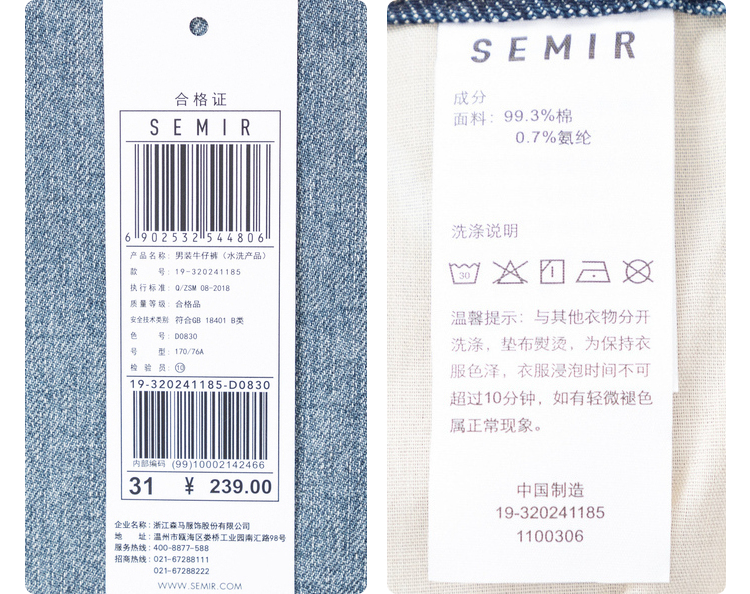 合格证
SEMIR
6 902532 544806
产品名称: 男装牛仔裤（水洗产品）
款 号: 19-320241185
执行标准: Q/ZSM 08-2018
质量等级: 合格品
安全技术类别 符合GB 18401 B类
色 号: D0830
号 型: 170/76A
检 验 员: ⑩
19-320241185-D0830
内部编码 (99)10002142466
31 ¥ 239.00
企业名称: 浙江森马服饰股份有限公司
地 址: 温州市瓯海区娄桥工业园南汇路98号
服务热线: 400-8877-588
招商热线: 021-67288111
021-67288222
WWW.SEMIR.COM
SEMIR
成分
面料: 99.3%棉
0.7%氨纶
洗涤说明
30
温馨提示: 与其他衣物分开
洗涤，垫布熨烫，为保持衣
服色泽，衣服浸泡时间不可
超过10分钟，如有轻微褪色
属正常现象。
中国制造
19-320241185
1100306